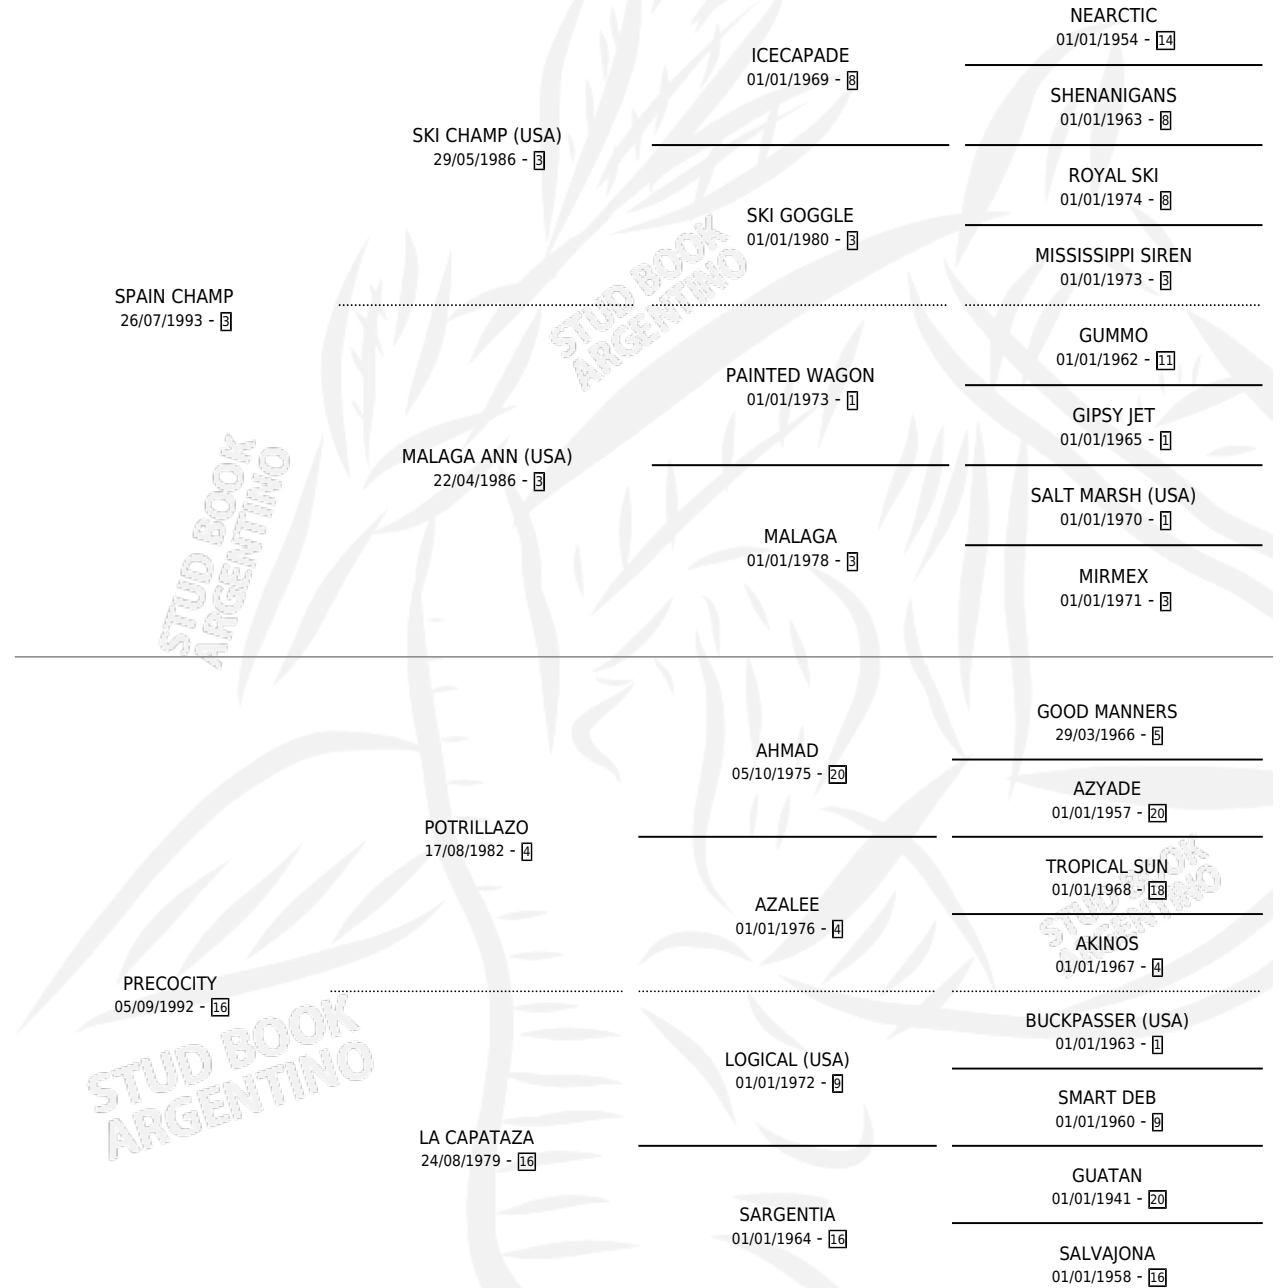 NEARCTIC
01/01/1954 - 14
ICECAPADE
01/01/1969 - 8
SHENANIGANS
01/01/1963 - 8
SKI CHAMP (USA)
29/05/1986 - 3
ROYAL SKI
01/01/1974 - 8
SKI GOGGLE
01/01/1980 - 3
MISSISSIPPI SIREN
01/01/1973 - 3
SPAIN CHAMP
26/07/1993 - 3
GUMMO
01/01/1962 - 11
PAINTED WAGON
01/01/1973 - 1
GIPSY JET
01/01/1965 - 1
MALAGA ANN (USA)
22/04/1986 - 3
SALT MARSH (USA)
01/01/1970 - 1
MALAGA
01/01/1978 - 3
MIRMEX
01/01/1971 - 3
GOOD MANNERS
29/03/1966 - 5
AHMAD
05/10/1975 - 20
AZYADE
01/01/1957 - 20
POTRILLAZO
17/08/1982 - 4
TROPICAL SUN
01/01/1968 - 18
AZALEE
01/01/1976 - 4
AKINOS
01/01/1967 - 4
PRECOCITY
05/09/1992 - 16
BUCKPASSER (USA)
01/01/1963 - 1
LOGICAL (USA)
01/01/1972 - 9
SMART DEB
01/01/1960 - 9
LA CAPATAZA
24/08/1979 - 16
GUATAN
01/01/1941 - 20
SARGENTIA
01/01/1964 - 16
SALVAJONA
01/01/1958 - 16
STUD BOOK
ARGENTINO
STUD BOOK
ARGENTINO
STUD BOOK
ARGENTINO
STUD BOOK
ARGENTINO